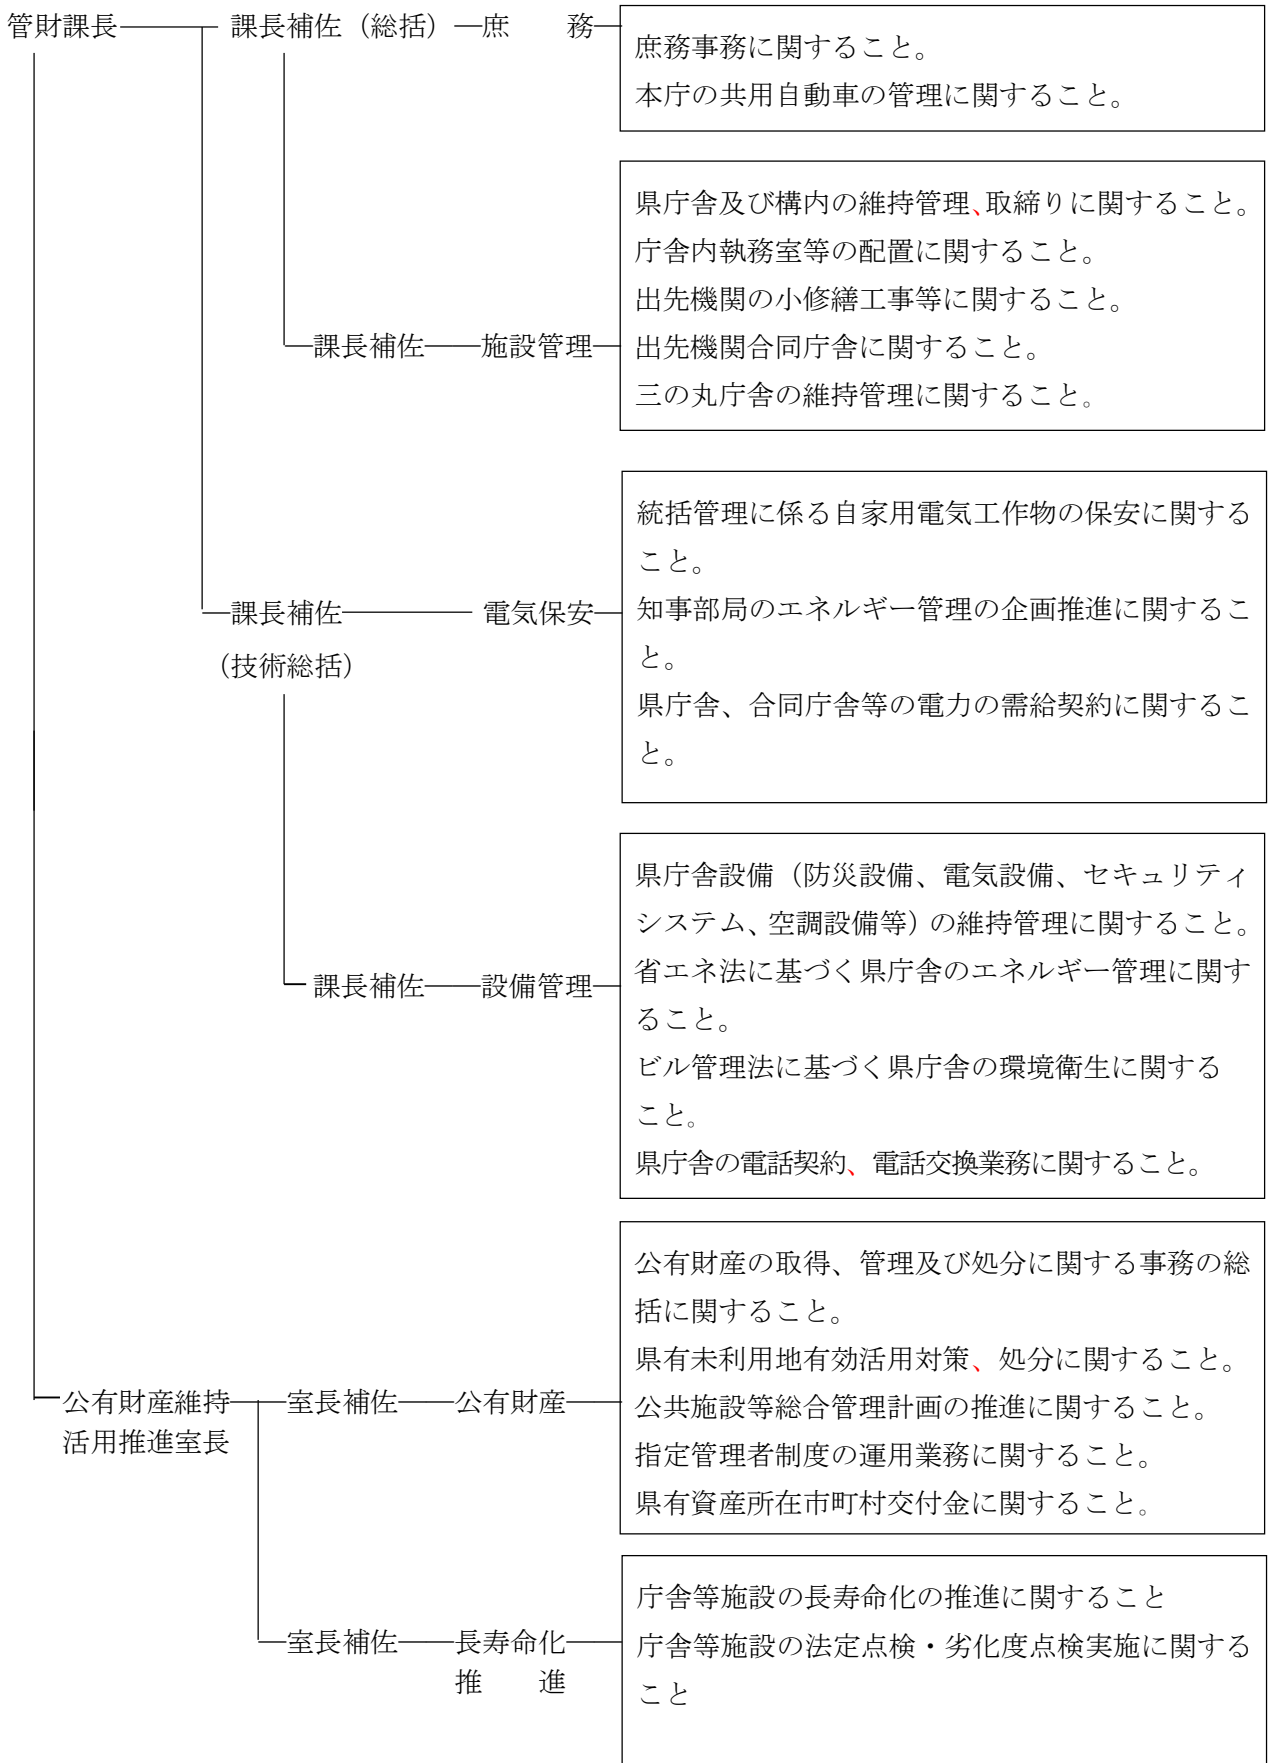 管財課長 課長補佐（総括） 庶　　務
庶務事務に関すること。
本庁の共用自動車の管理に関すること。
課長補佐 施設管理
県庁舎及び構内の維持管理、取締りに関すること。
庁舎内執務室等の配置に関すること。
出先機関の小修繕工事等に関すること。
出先機関合同庁舎に関すること。
三の丸庁舎の維持管理に関すること。
課長補佐 電気保安
（技術総括）
統括管理に係る自家用電気工作物の保安に関する
こと。
知事部局のエネルギー管理の企画推進に関するこ
と。
県庁舎、合同庁舎等の電力の需給契約に関するこ
と。
課長補佐 設備管理
県庁舎設備（防災設備、電気設備、セキュリティ
システム、空調設備等）の維持管理に関すること。
省エネ法に基づく県庁舎のエネルギー管理に関す
ること。
ビル管理法に基づく県庁舎の環境衛生に関する
こと。
県庁舎の電話契約、電話交換業務に関すること。
公有財産維持
活用推進室長
室長補佐 公有財産
公有財産の取得、管理及び処分に関する事務の総
括に関すること。
県有未利用地有効活用対策、処分に関すること。
公共施設等総合管理計画の推進に関すること。
指定管理者制度の運用業務に関すること。
県有資産所在市町村交付金に関すること。
室長補佐 長寿命化
推　　進
庁舎等施設の長寿命化の推進に関すること
庁舎等施設の法定点検・劣化度点検実施に関する
こと